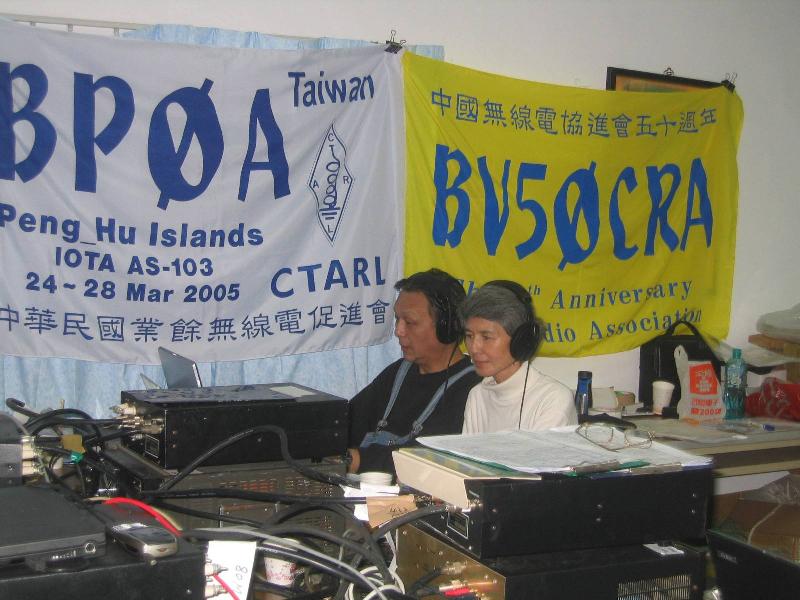 BPØA
Taiwan
C T A R L
Peng_Hu Islands
IOTA AS-103
24~28 Mar 2005
CTARL
中華民國業餘無線電促進會
中國無線電協進會五十週年
BV5ØCRA
th Anniversary
dio Association